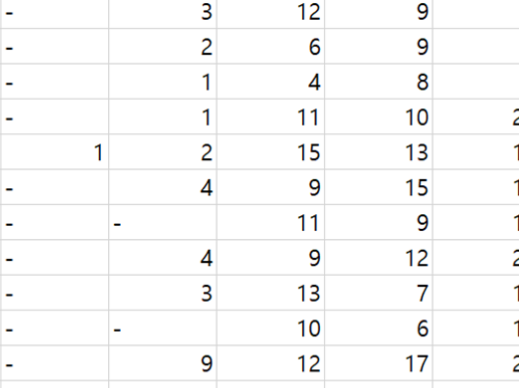 - 3 12 9
- 2 6 9
- 1 4 8
- 1 11 10
1 2 15 13
- 4 9 15
- - 11 9
- 4 9 12
- 3 13 7
- - 10 6
- 9 12 17